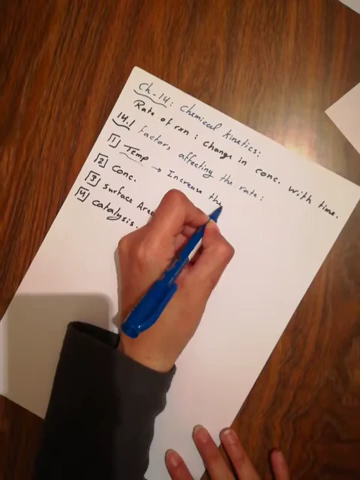 Ch-14: Chemical Kinetics:
Rate of rxn: change in conc. with time.
14.1 factors, affecting the rate:
1 Temp → Increase the
2 Conc.
3 Surface Area
4 Catalysis.